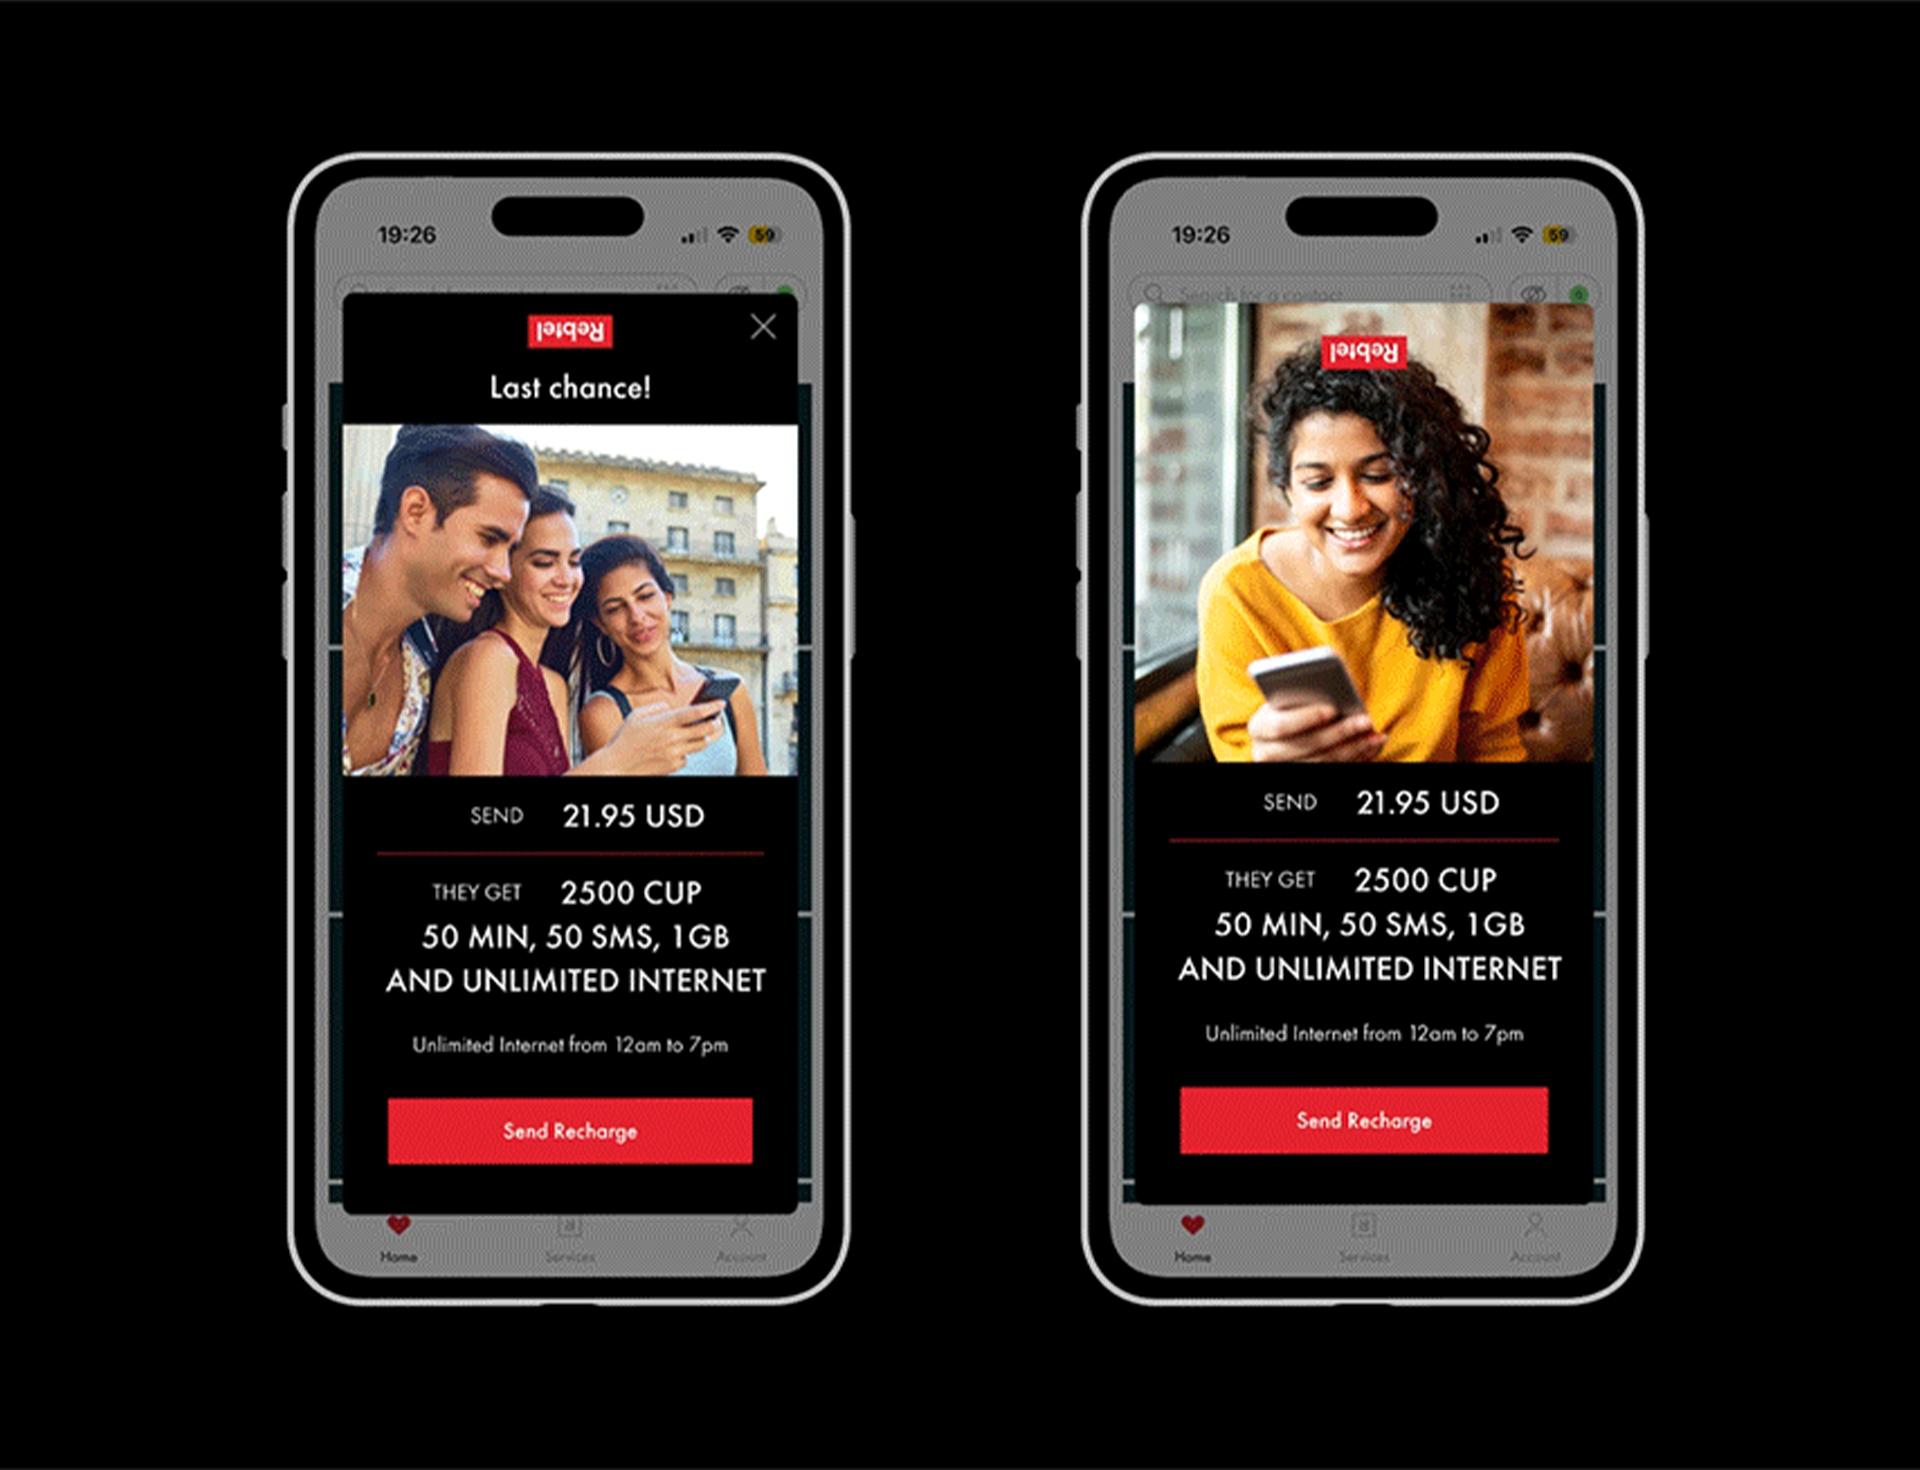 19:26
59
Rebtel
Last chance!
SEND 21.95 USD
THEY GET 2500 CUP
50 MIN, 50 SMS, 1GB
AND UNLIMITED INTERNET
Unlimited Internet from 12am to 7pm
Send Recharge
Home Services Account
19:26
59
Search for a contact
Rebtel
SEND 21.95 USD
THEY GET 2500 CUP
50 MIN, 50 SMS, 1GB
AND UNLIMITED INTERNET
Unlimited Internet from 12am to 7pm
Send Recharge
Home Services Account